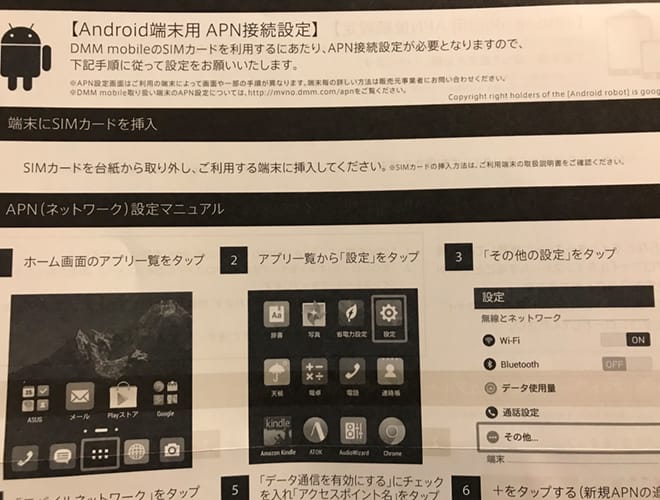 【Android端末用 APN接続設定】
DMM mobileのSIMカードを利用するにあたり、APN接続設定が必要となりますので、
下記手順に従って設定をお願いいたします。
※APN設定画面はご利用の端末によって画面や一部の手順が異なります。端末毎の詳しい方法は販売元事業者にお問い合わせください。
※DMM mobile取り扱い端末のAPN設定については、http://mvno.dmm.com/apnをご覧ください。
Copyright right holders of the [Android robot] is goog
端末にSIMカードを挿入
SIMカードを台紙から取り外し、ご利用する端末に挿入してください。※SIMカードの挿入方法は、ご利用端末の取扱説明書をご確認ください。
APN（ネットワーク）設定マニュアル
ホーム画面のアプリ一覧をタップ
ASUS メール Playストア Google
2 アプリ一覧から「設定」をタップ
Aa
辞書 写真 省電力設定 設定
天候 電卓 電話 連絡帳
kindle
Amazon Kindle ATOK AudioWizard Chrome
3 「その他の設定」をタップ
設定
無線とネットワーク
Wi-Fi ON
Bluetooth OFF
データ使用量
通話設定
その他...
端末
「モバイルネットワーク」をタップ
5 「データ通信を有効にする」にチェック
を入れ「アクセスポイント名」をタップ
6 ＋をタップする（新規APNの